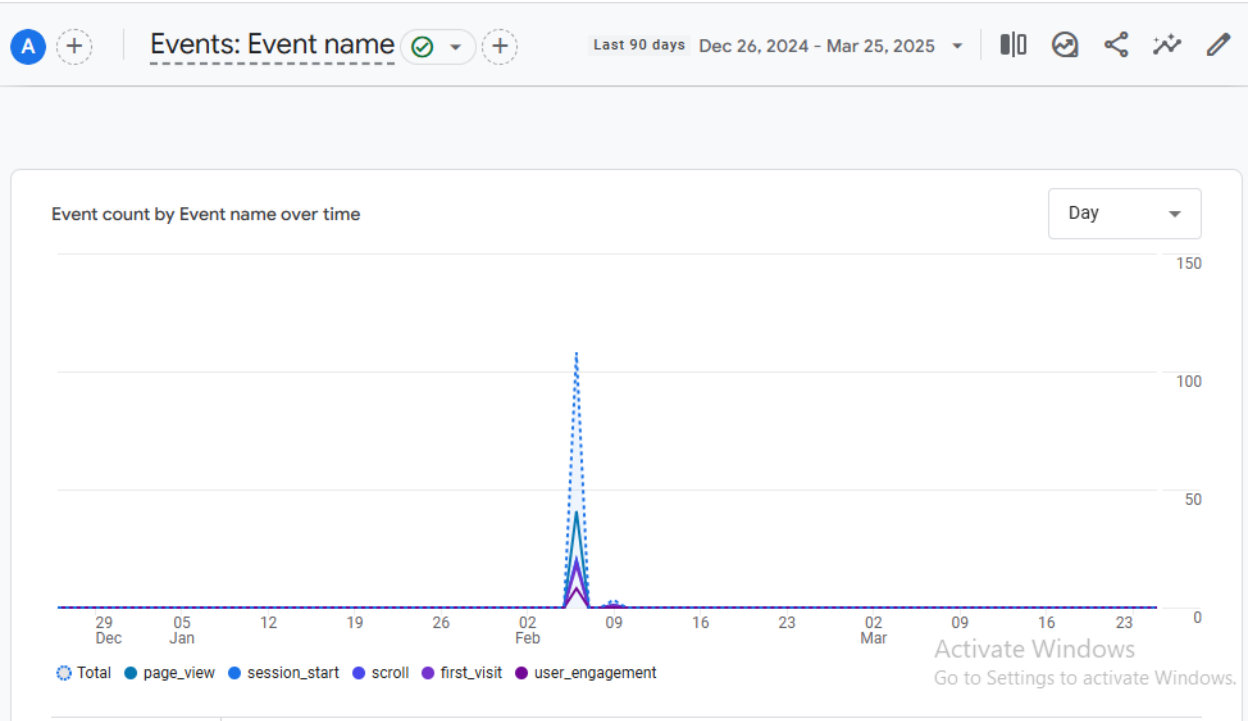 A
Events: Event name
Last 90 days Dec 26, 2024 - Mar 25, 2025
Event count by Event name over time
Day
150
100
50
0
29 05 12 19 26 02 09 16 23 02 09 16 23
Dec Jan Feb Mar
Total page_view session_start scroll first_visit user_engagement
Activate Windows
Go to Settings to activate Windows.